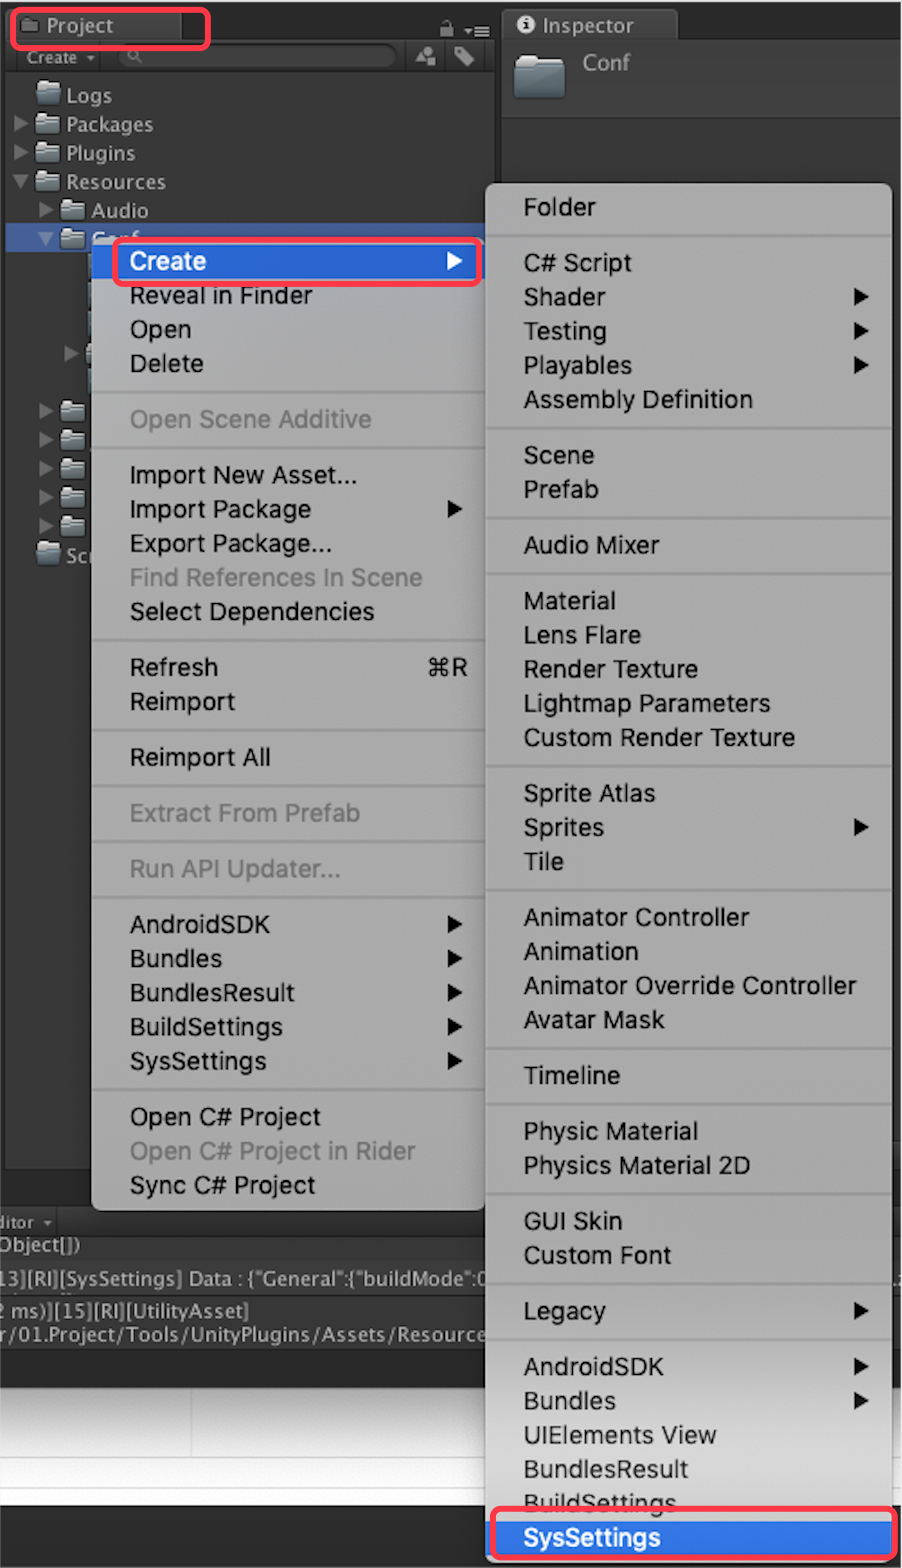 Project
Create
Logs
Packages
Plugins
Resources
Audio
Conf
Inspector
Conf
Create
Reveal in Finder
Open
Delete
Open Scene Additive
Import New Asset...
Import Package
Export Package...
Find References In Scene
Select Dependencies
Refresh ⌘R
Reimport
Reimport All
Extract From Prefab
Run API Updater...
AndroidSDK
Bundles
BundlesResult
BuildSettings
SysSettings
Open C# Project
Open C# Project in Rider
Sync C# Project
Folder
C# Script
Shader
Testing
Playables
Assembly Definition
Scene
Prefab
Audio Mixer
Material
Lens Flare
Render Texture
Lightmap Parameters
Custom Render Texture
Sprite Atlas
Sprites
Tile
Animator Controller
Animation
Animator Override Controller
Avatar Mask
Timeline
Physic Material
Physics Material 2D
GUI Skin
Custom Font
Legacy
AndroidSDK
Bundles
UIElements View
BundlesResult
BuildSettings
SysSettings
ditor
Object[])
13][RI][SysSettings] Data : {"General":{"buildMode":0
2 ms)][15][RI][UtilityAsset]
r/01.Project/Tools/UnityPlugins/Assets/Resource